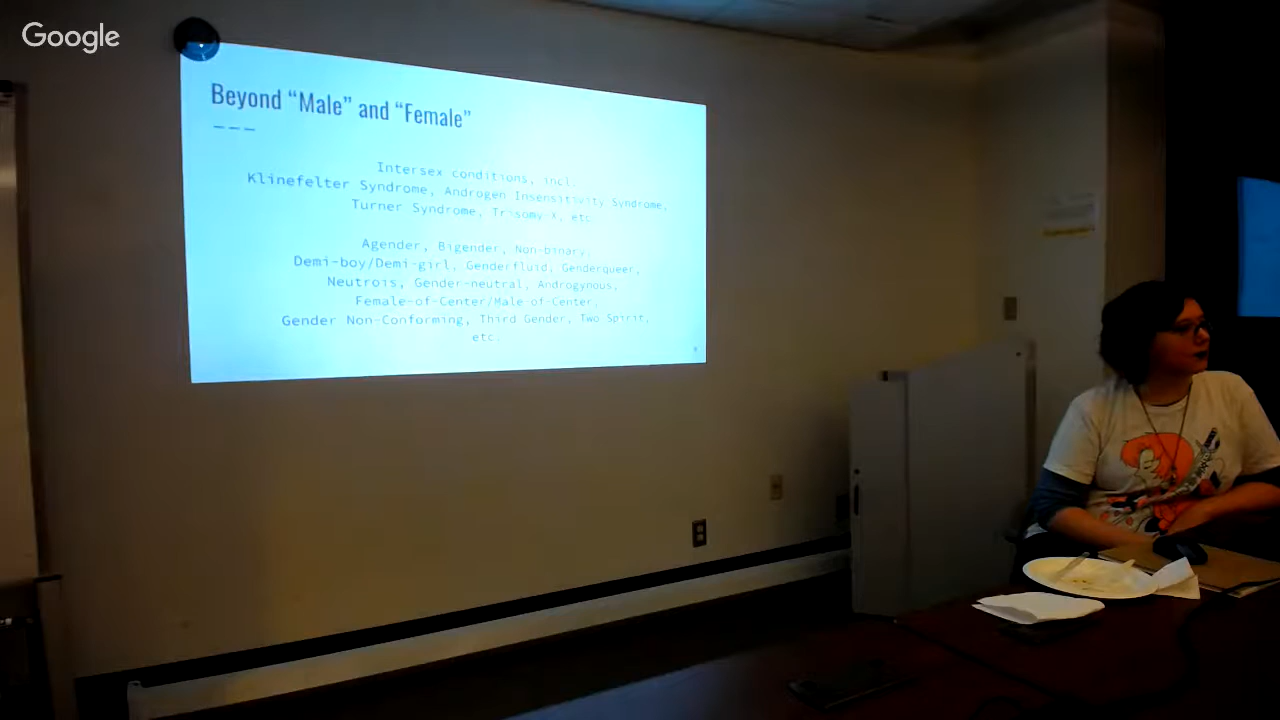 Google
Beyond “Male” and “Female”
Intersex conditions, incl.
Klinefelter Syndrome, Androgen Insensitivity Syndrome,
Turner Syndrome, Trisomy-X, etc.
Agender, Bigender, Non-binary,
Demi-boy/Demi-girl, Genderfluid, Genderqueer,
Neutrois, Gender-neutral, Androgynous,
Female-of-Center/Male-of-Center,
Gender Non-Conforming, Third Gender, Two Spirit,
etc.